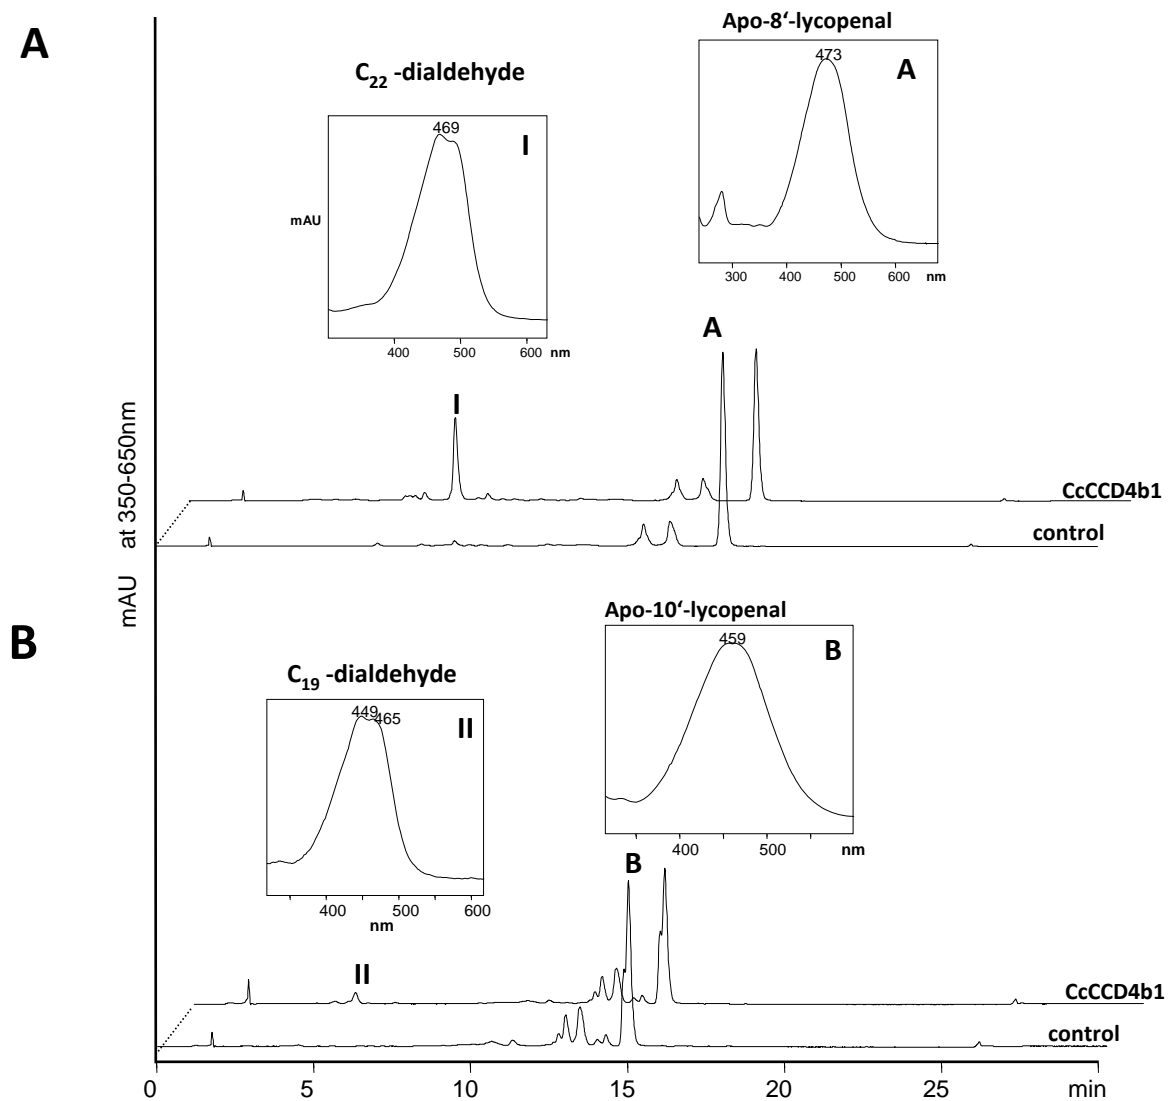 A
Apo-8‘-lycopenal
C22 -dialdehyde
473
A
469
I
mAU
300 400 500 600 nm
400 500 600 nm
A
I
at 350-650nm
CcCCD4b1
control
mAU
Apo-10‘-lycopenal
B
459
B
C19 -dialdehyde
449
465
II
400 500 nm
B
400 500 600
nm
II
CcCCD4b1
control
0 5 10 15 20 25 min